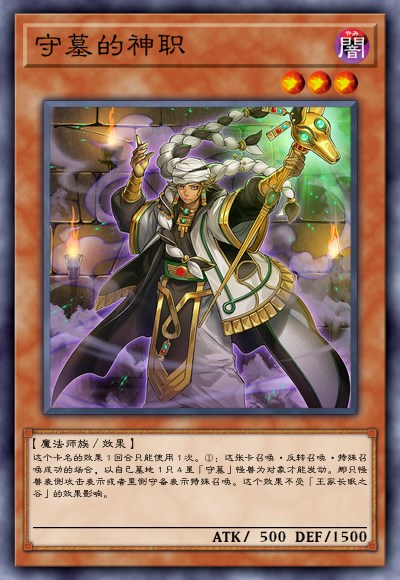 守墓的神职
やみ
闇
【魔法师族／效果】
这个卡名的效果1回合只能使用1次。①：这张卡召唤·反转召唤·特殊召
唤成功的场合，以自己墓地1只4星「守墓」怪兽为对象才能发动。那只怪
兽表侧攻击表示或者里侧守备表示特殊召唤。这个效果不受「王家长眠之
谷」的效果影响。
ATK/ 500 DEF/1500